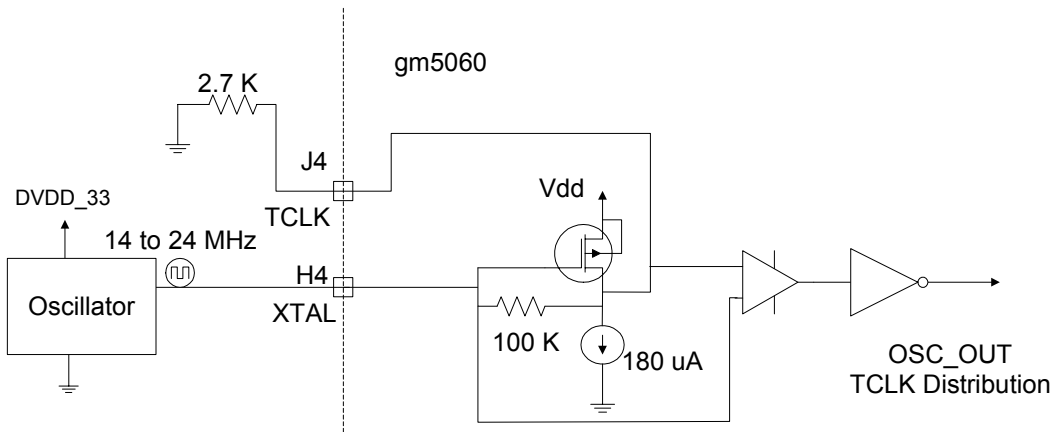 gm5060
2.7 K
J4
TCLK
DVDD_33
14 to 24 MHz
Oscillator
H4
XTAL
Vdd
100 K
180 uA
OSC_OUT
TCLK Distribution